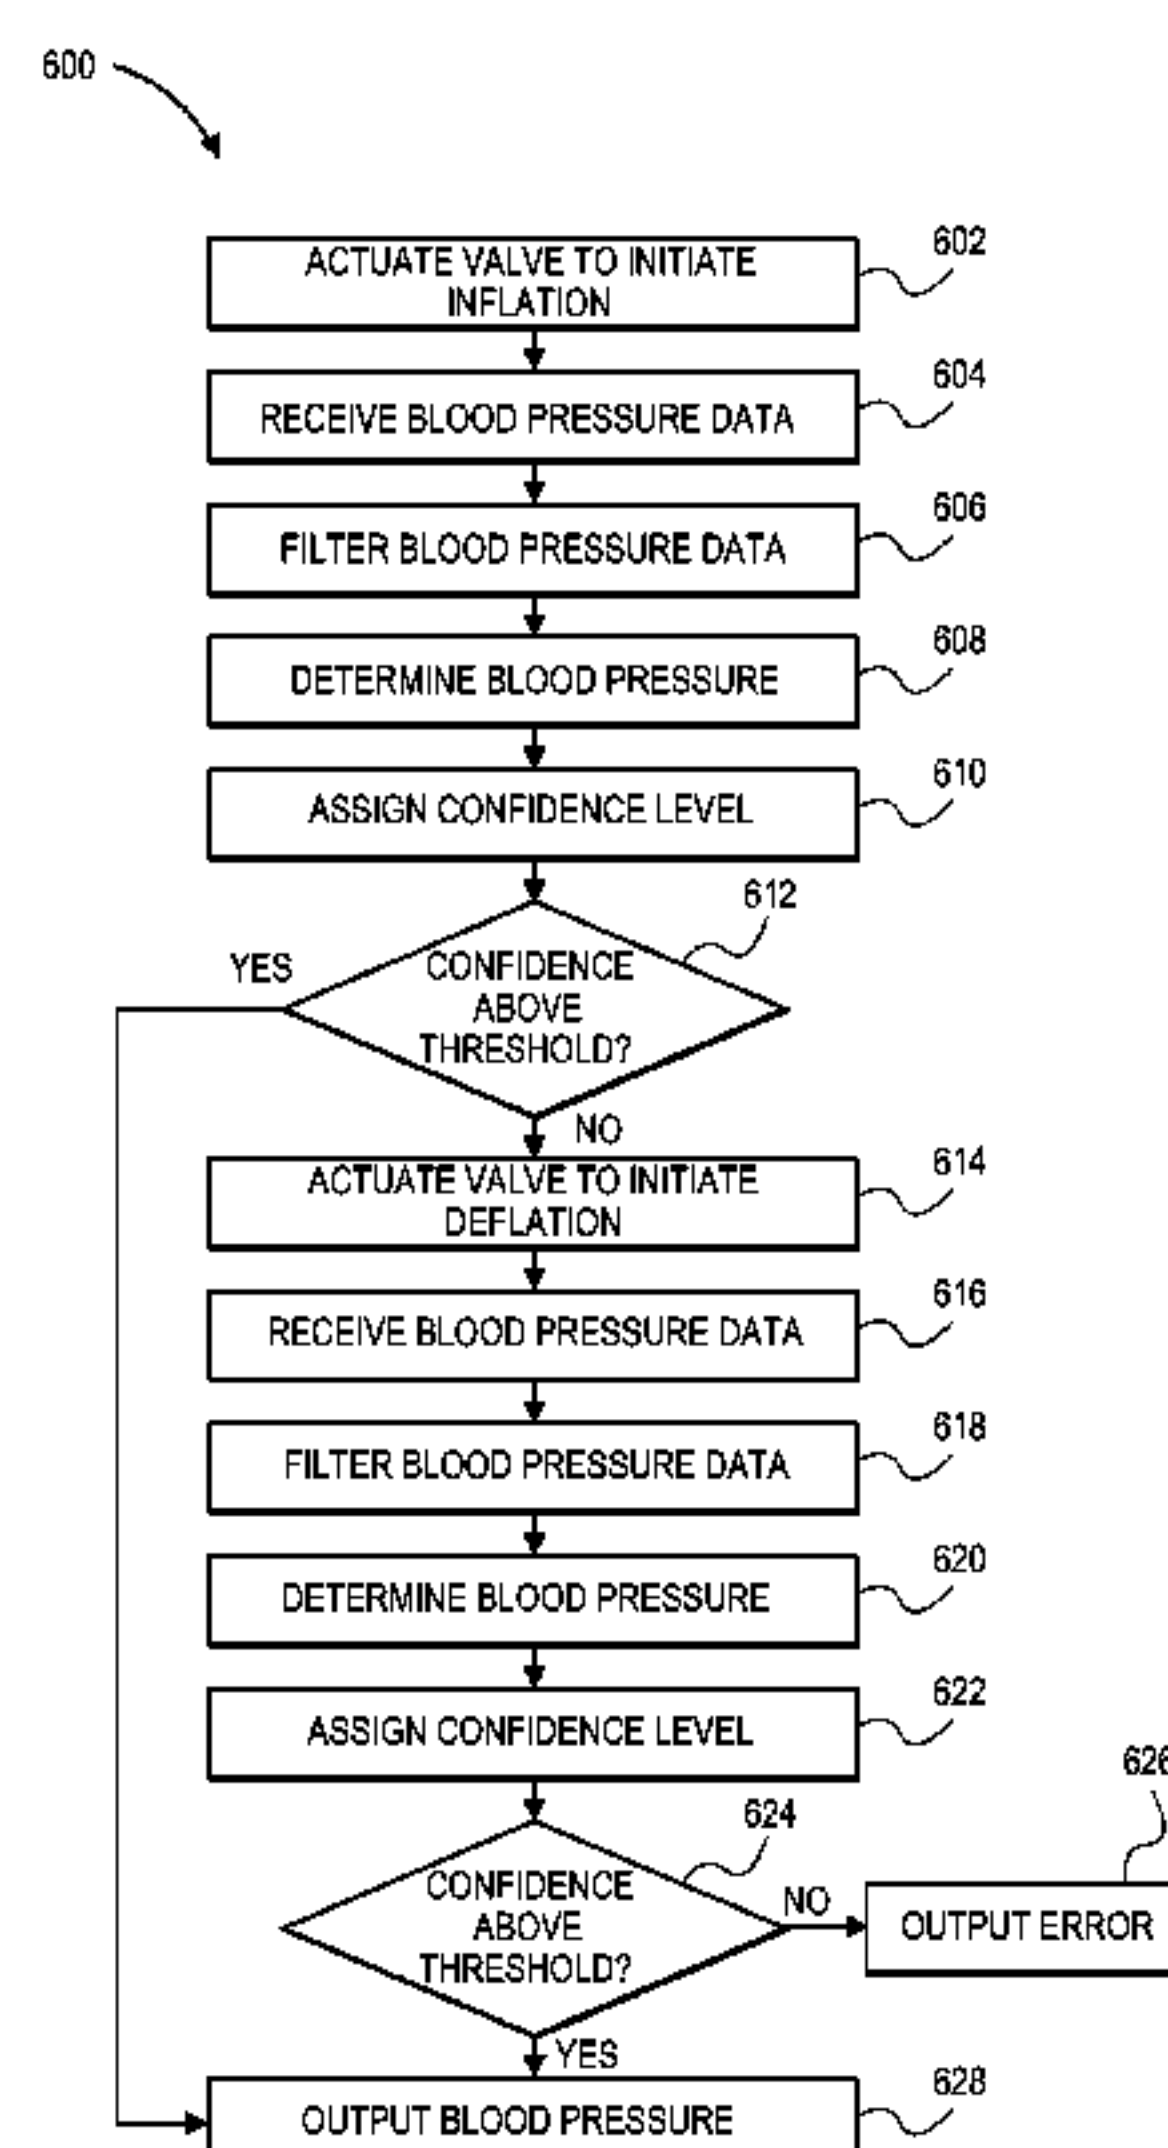 600
ACTUATE VALVE TO INITIATE
INFLATION
602
RECEIVE BLOOD PRESSURE DATA
604
FILTER BLOOD PRESSURE DATA
606
DETERMINE BLOOD PRESSURE
608
ASSIGN CONFIDENCE LEVEL
610
612
YES
CONFIDENCE
ABOVE
THRESHOLD?
NO
ACTUATE VALVE TO INITIATE
DEFLATION
614
RECEIVE BLOOD PRESSURE DATA
616
FILTER BLOOD PRESSURE DATA
618
DETERMINE BLOOD PRESSURE
620
ASSIGN CONFIDENCE LEVEL
622
624
CONFIDENCE
ABOVE
THRESHOLD?
NO
626
OUTPUT ERROR
YES
OUTPUT BLOOD PRESSURE
628